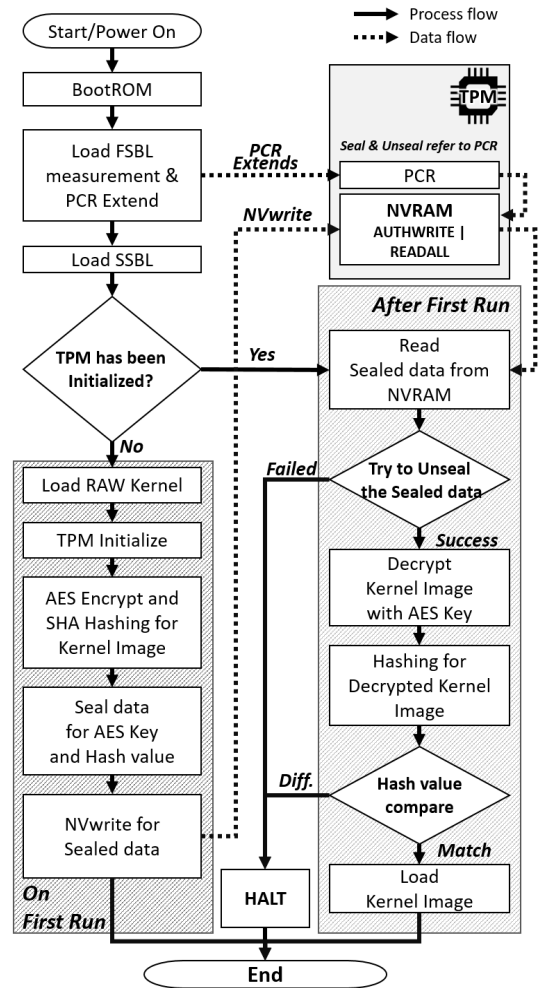 Process flow
Data flow
Start/Power On
BootROM
Load FSBL
measurement &
PCR Extend
PCR
Extends
TPM
Seal & Unseal refer to PCR
PCR
NVwrite
NVRAM
AUTHWRITE |
READALL
Load SSBL
After First Run
TPM has been
Initialized?
Yes
Read
Sealed data from
NVRAM
No
Load RAW Kernel
Failed
Try to Unseal
the Sealed data
TPM Initialize
Success
AES Encrypt and
SHA Hashing for
Kernel Image
Decrypt
Kernel Image
with AES Key
Seal data
for AES Key
and Hash value
Hashing for
Decrypted Kernel
Image
NVwrite for
Sealed data
Diff.
Hash value
compare
Match
On
First Run
HALT
Load
Kernel Image
End